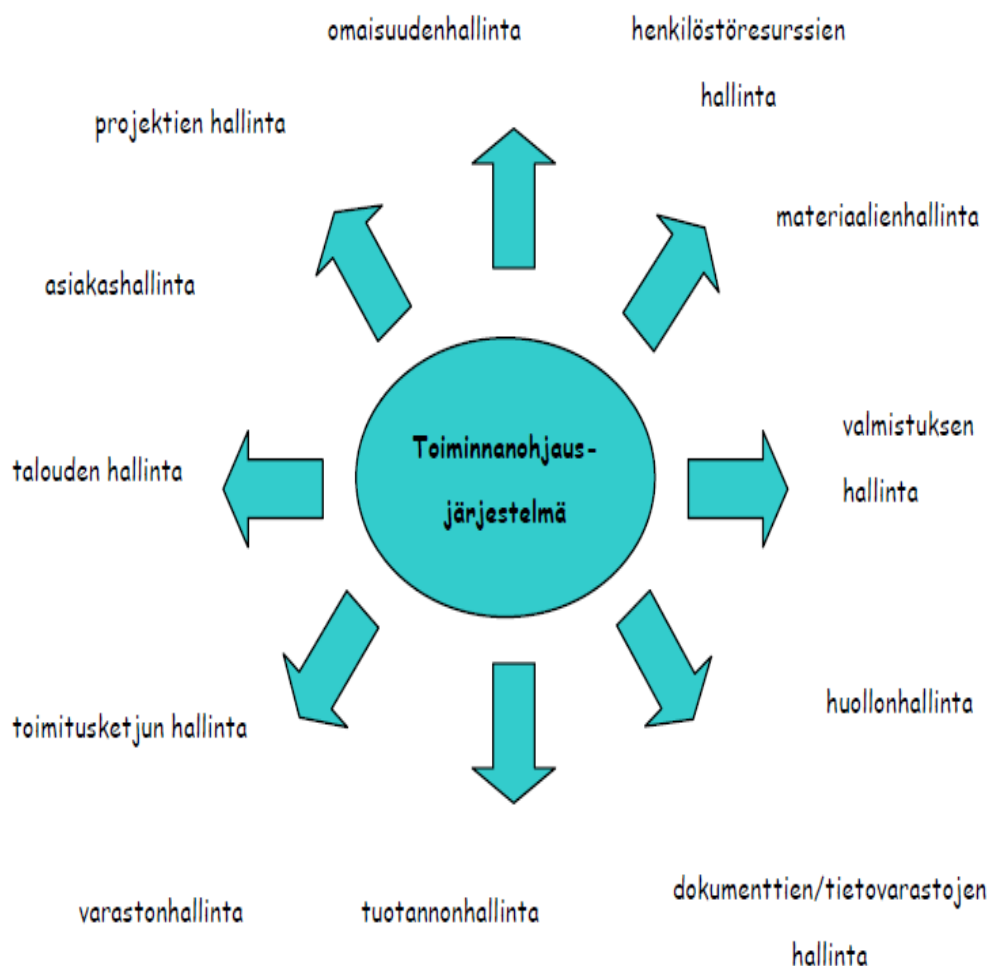 omaisuudenhallinta
henkilöstöresurssien
hallinta
projektien hallinta
materiaalienhallinta
asiakashallinta
valmistuksen
hallinta
Toiminnanohjaus-
järjestelmä
talouden hallinta
huollonhallinta
toimitusketjun hallinta
dokumenttien/tietovarastojen
hallinta
varastonhallinta
tuotannonhallinta